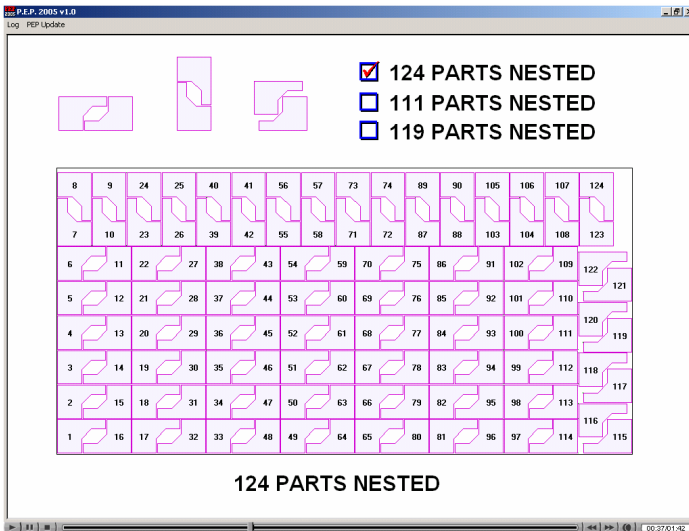 2005 P.E.P. 2005 v1.0
Log PEP Update
124 PARTS NESTED
111 PARTS NESTED
119 PARTS NESTED
8 9 24 25 40 41 56 57 73 74 89 90 105 106 107 124
7 10 23 26 39 42 55 58 71 72 87 88 103 104 108 123
6 11 22 27 38 43 54 59 70 75 86 91 102 109 122
121
5 12 21 28 37 44 53 60 69 76 85 92 101 110
120
4 13 20 29 36 45 52 61 68 77 84 93 100 111 119
3 14 19 30 35 46 51 62 67 78 83 94 99 112 118
117
2 15 18 31 34 47 50 63 66 79 82 95 98 113
116
1 16 17 32 33 48 49 64 65 80 81 96 97 114 115
124 PARTS NESTED
00:37/01:42